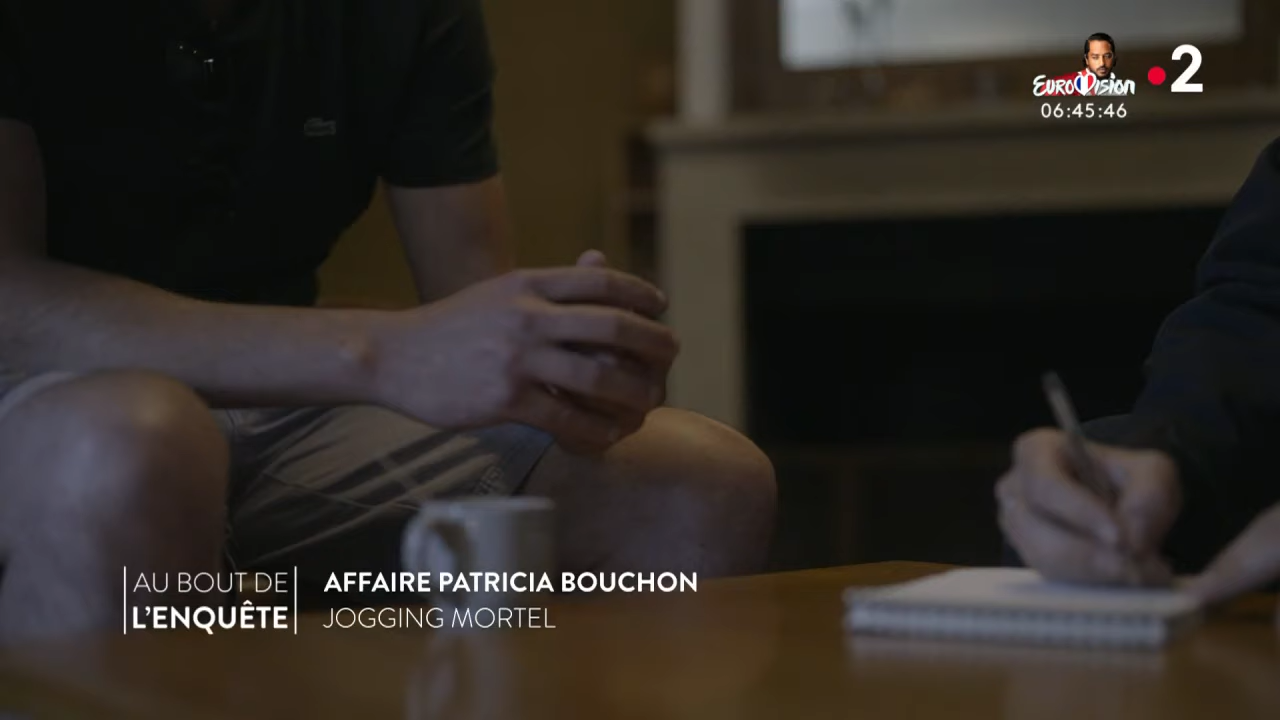 EUROVISION
2
06:45:46
AU BOUT DE
L'ENQUÊTE
AFFAIRE PATRICIA BOUCHON
JOGGING MORTEL